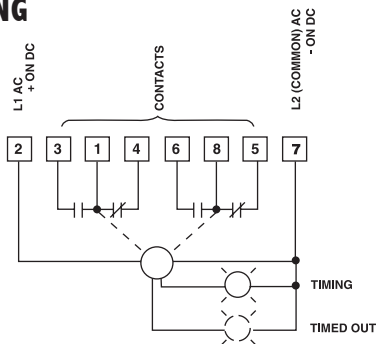 NG
L1 AC
+ ON DC
CONTACTS
L2 (COMMON) AC
- ON DC
2 3 1 4 6 8 5 7
TIMING
TIMED OUT